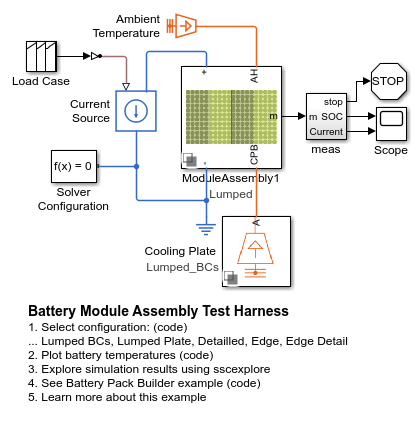 Ambient
Temperature
Load Case
Current
Source
+
AH
m
-
CPB
ModuleAssembly1
Lumped
stop
m SOC
Current
meas
STOP
Scope
f(x) = 0
Solver
Configuration
A
Cooling Plate
Lumped_BCs
Battery Module Assembly Test Harness
1. Select configuration: (code)
... Lumped BCs, Lumped Plate, Detailled, Edge, Edge Detail
2. Plot battery temperatures (code)
3. Explore simulation results using sscexplore
4. See Battery Pack Builder example (code)
5. Learn more about this example